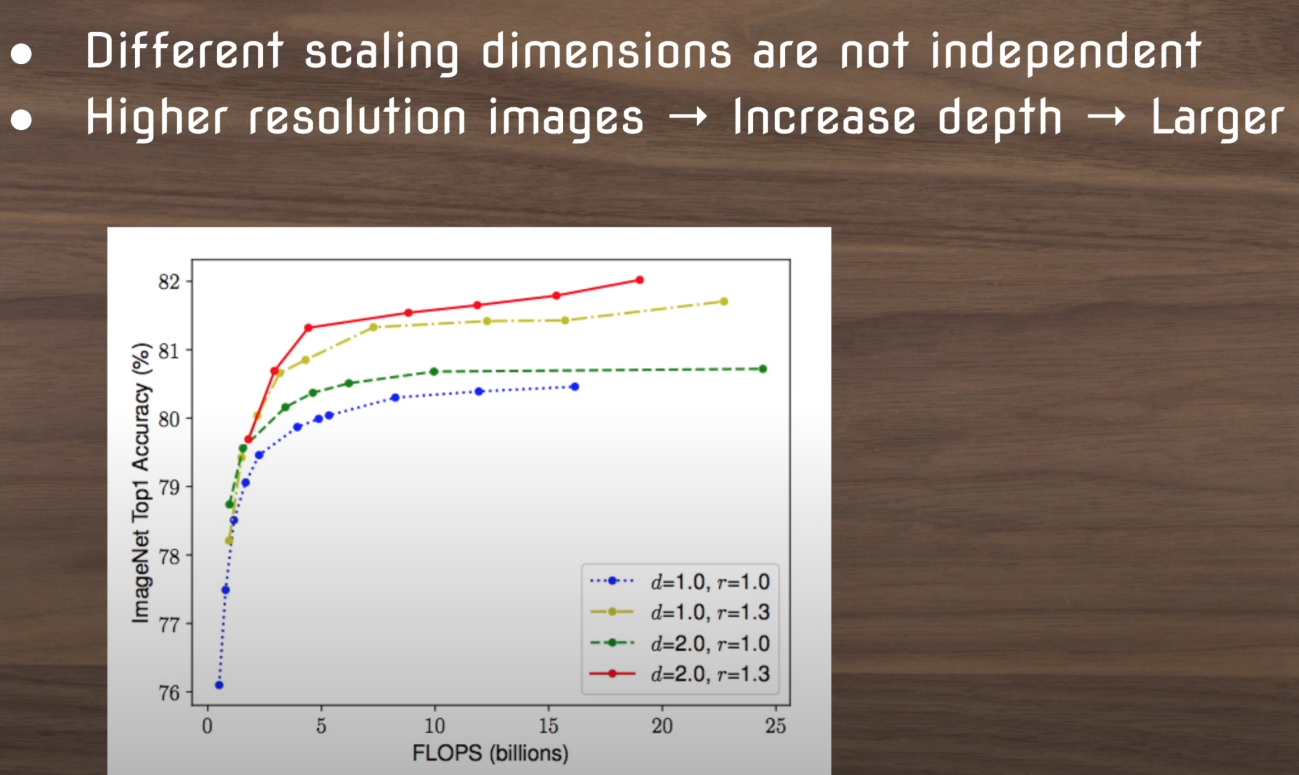 ● Different scaling dimensions are not independent
● Higher resolution images → Increase depth → Larger
82
81
80
79
78
77
76
ImageNet Top1 Accuracy (%)
d=1.0, r=1.0
d=1.0, r=1.3
d=2.0, r=1.0
d=2.0, r=1.3
0 5 10 15 20 25
FLOPS (billions)